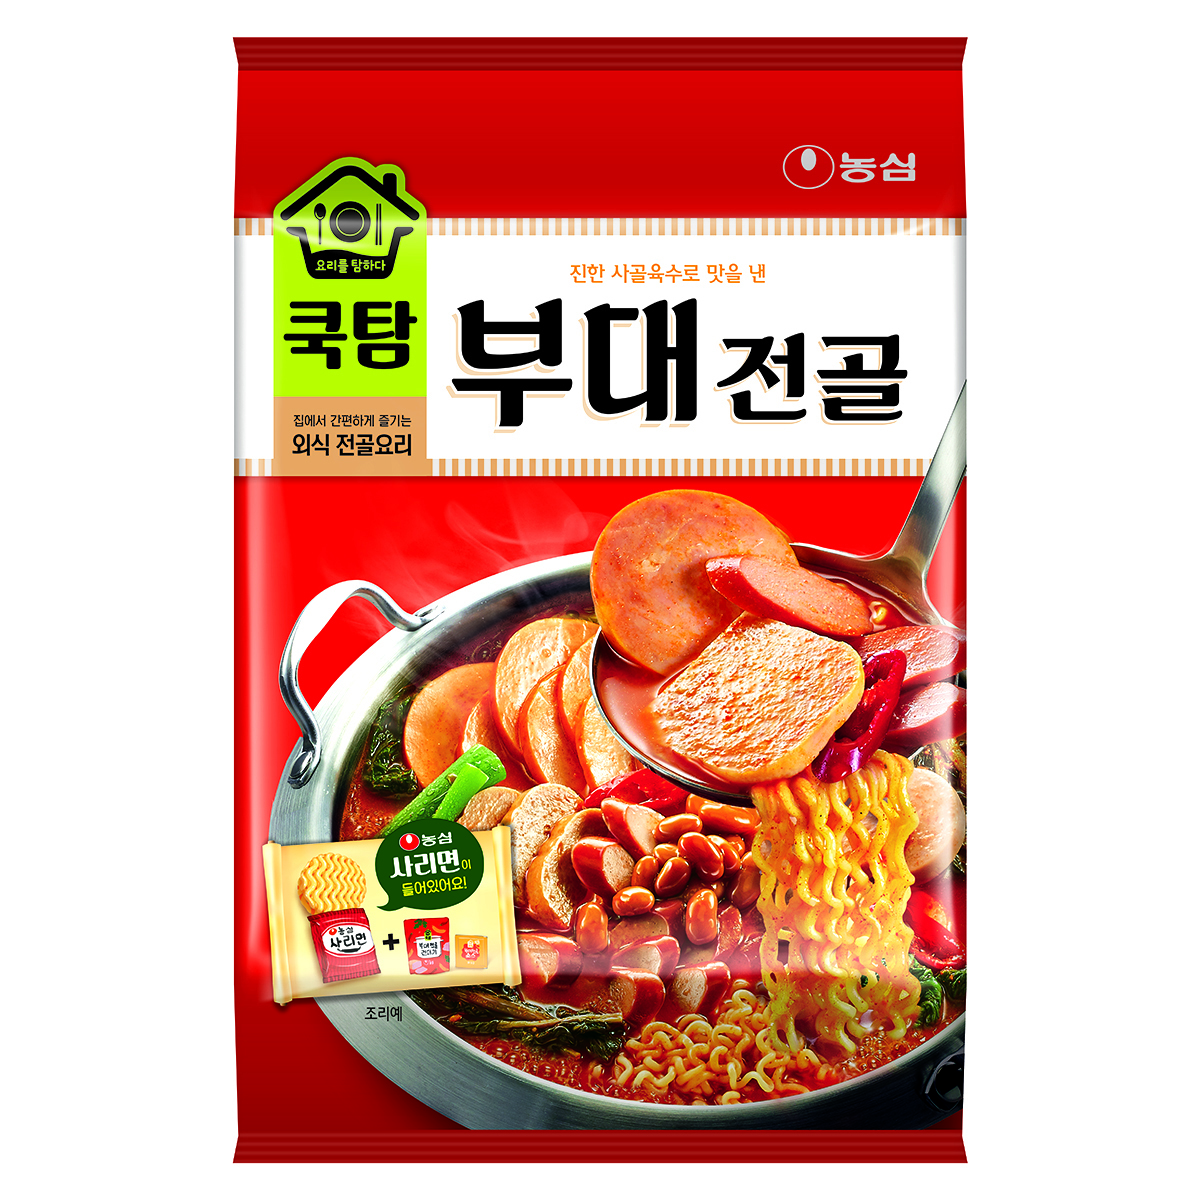 농심
요리를 탐하다
쿡탐
집에서 간편하게 즐기는
외식 전골요리
진한 사골육수로 맛을 낸
부대 전골
농심
사리면이
들어있어요!
농심
사리면
+
조리예